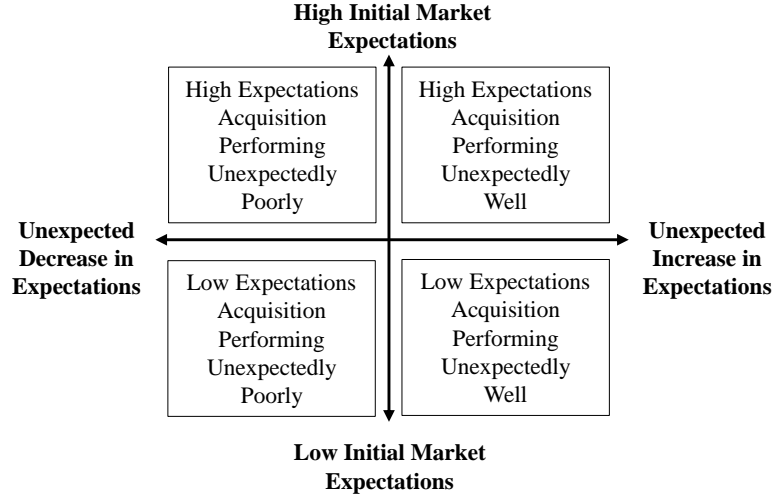 High Initial Market
Expectations
High Expectations
Acquisition
Performing
Unexpectedly
Poorly
High Expectations
Acquisition
Performing
Unexpectedly
Well
Unexpected
Decrease in
Expectations
Unexpected
Increase in
Expectations
Low Expectations
Acquisition
Performing
Unexpectedly
Poorly
Low Expectations
Acquisition
Performing
Unexpectedly
Well
Low Initial Market
Expectations